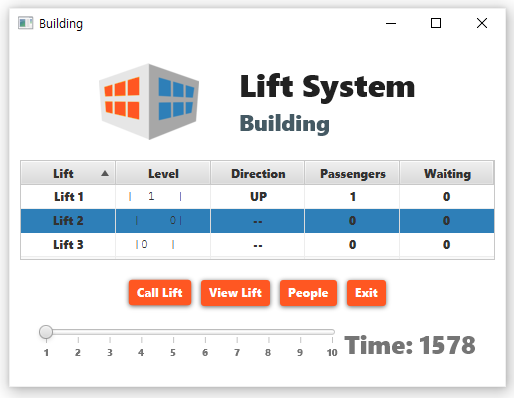 Building
Lift System
Building
Lift Level Direction Passengers Waiting
Lift 1 | 1 | UP 1 0
Lift 2 | 0| -- 0 0
Lift 3 |0 | -- 0 0
Call Lift View Lift People Exit
1 2 3 4 5 6 7 8 9 10
Time: 1578